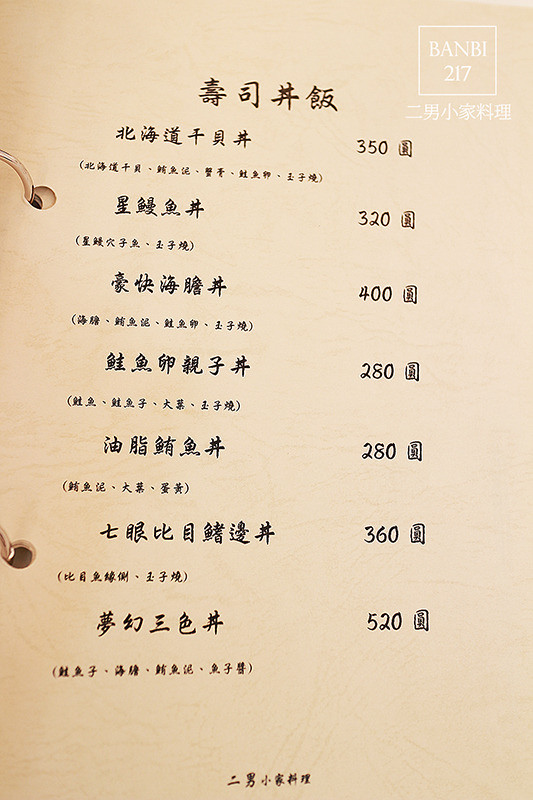 BANBI
217
二男小家料理
壽司丼飯
北海道干貝丼 350 圓
(北海道干貝、鮪魚泥、蟹膏、鮭魚卵、玉子燒)
星鰻魚丼 320 圓
(星鰻穴子魚、玉子燒)
豪快海膽丼 400 圓
(海膽、鮪魚泥、鮭魚卵、玉子燒)
鮭魚卵親子丼 280 圓
(鮭魚、鮭魚子、大葉、玉子燒)
油脂鮪魚丼 280 圓
(鮪魚泥、大葉、蛋黃)
七眼比目鰭邊丼 360 圓
(比目魚緣側、玉子燒)
夢幻三色丼 520 圓
(鮭魚子、海膽、鮪魚泥、魚子醬)
二男小家料理